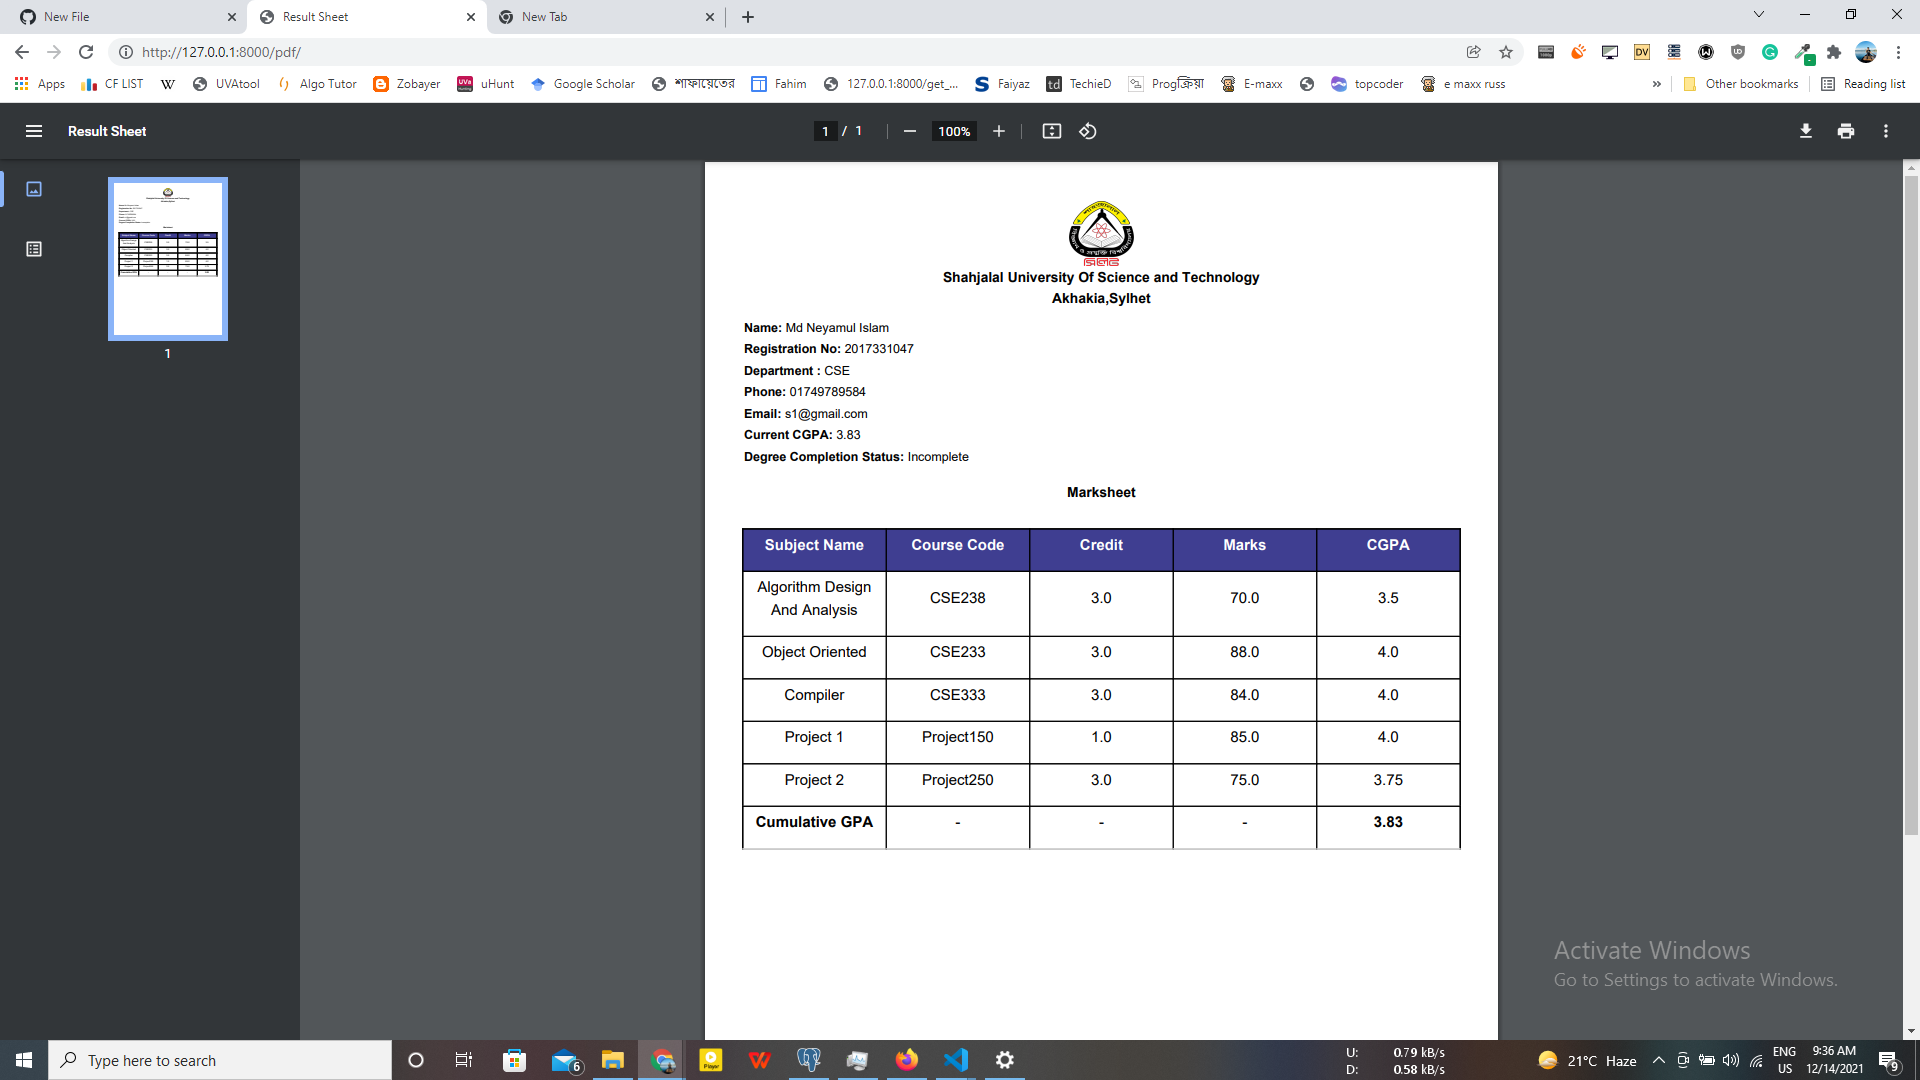 New File
Result Sheet
New Tab
http://127.0.0.1:8000/pdf/
Apps
CF LIST
UVAtool
Algo Tutor
Zobayer
uHunt
Google Scholar
শাফায়েতের
Fahim
127.0.0.1:8000/get_...
Faiyaz
TechieD
Progক্রিয়া
E-maxx
topcoder
e maxx russ
Other bookmarks
Reading list
Result Sheet
1 / 1
100%
1
Shahjalal University Of Science and Technology
Akhakia,Sylhet
Name: Md Neyamul Islam
Registration No: 2017331047
Department : CSE
Phone: 01749789584
Email: s1@gmail.com
Current CGPA: 3.83
Degree Completion Status: Incomplete
Marksheet
Subject Name Course Code Credit Marks CGPA
Algorithm Design
And Analysis CSE238 3.0 70.0 3.5
Object Oriented CSE233 3.0 88.0 4.0
Compiler CSE333 3.0 84.0 4.0
Project 1 Project150 1.0 85.0 4.0
Project 2 Project250 3.0 75.0 3.75
Cumulative GPA - - - 3.83
Activate Windows
Go to Settings to activate Windows.
Type here to search
6
U: 0.79 kB/s
D: 0.58 kB/s
21°C Haze
ENG
US
9:36 AM
12/14/2021
9